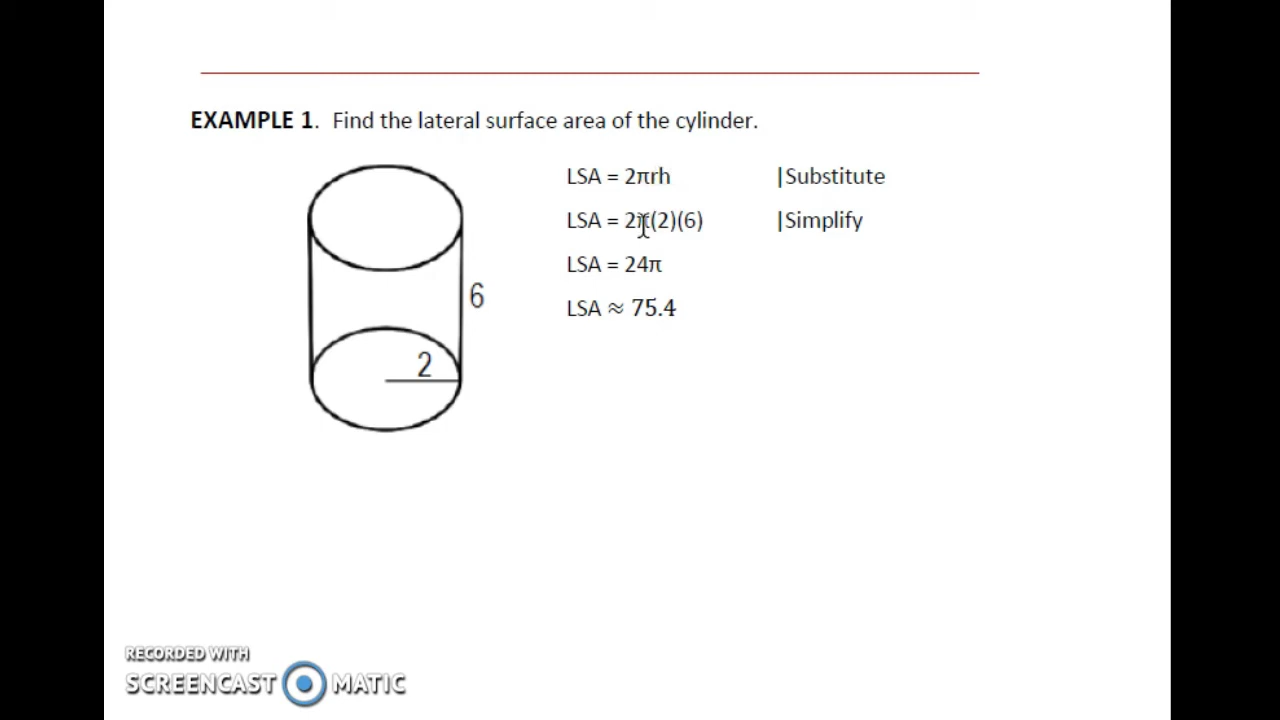 EXAMPLE 1. Find the lateral surface area of the cylinder.
LSA = 2πrh |Substitute
LSA = 2π(2)(6) |Simplify
LSA = 24π
LSA ≈ 75.4
6
2
RECORDED WITH
SCREENCAST MATIC